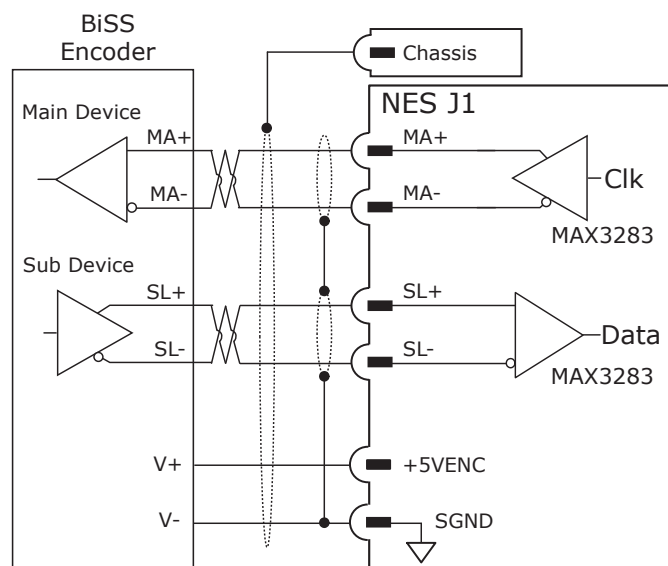 BiSS
Encoder
Chassis
NES J1
Main Device
MA+
MA+
MA-
MA-
Clk
MAX3283
Sub Device
SL+
SL+
SL-
SL-
Data
MAX3283
V+
+5VENC
V-
SGND